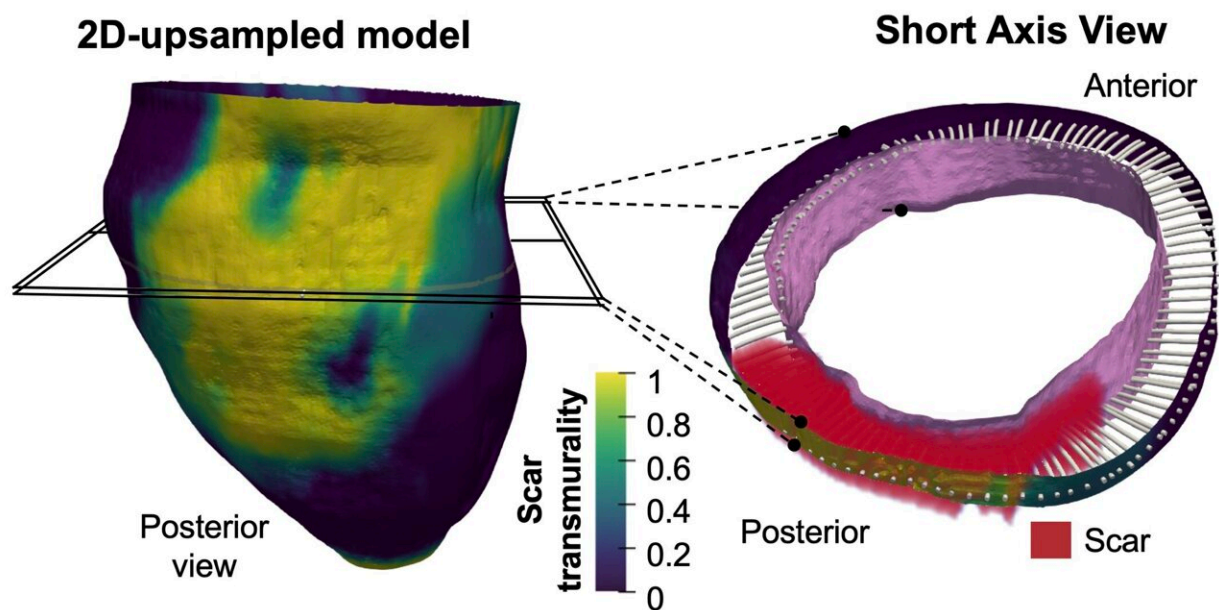 2D-upsampled model
Short Axis View
Anterior
Scar
transmurality
1
0.8
0.6
0.4
0.2
0
Posterior
view
Posterior
Scar